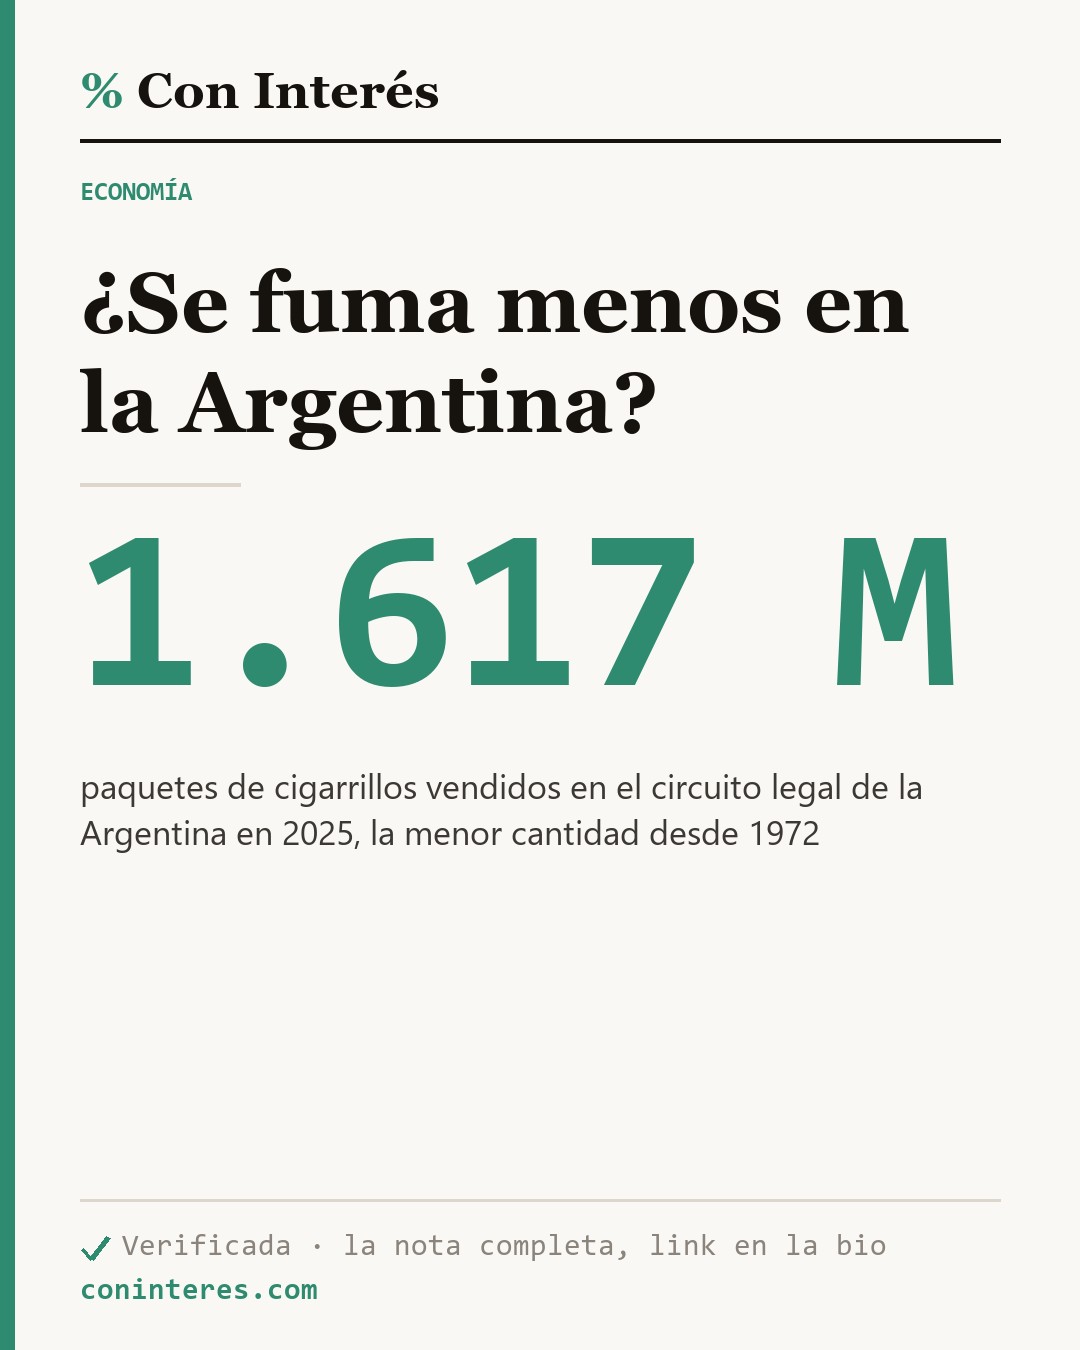 % Con Interés
ECONOMÍA
¿Se fuma menos en
la Argentina?
1.617 M
paquetes de cigarrillos vendidos en el circuito legal de la
Argentina en 2025, la menor cantidad desde 1972
✓ Verificada · la nota completa, link en la bio
coninteres.com